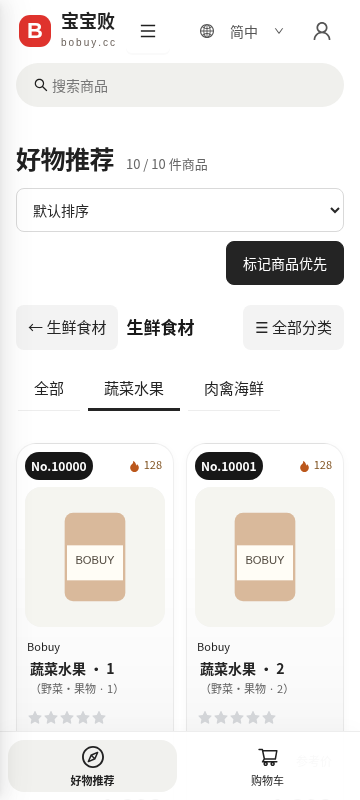 B 宝宝败
bobuy.cc
简中
搜索商品
好物推荐 10 / 10 件商品
默认排序
标记商品优先
← 生鲜食材 生鲜食材 ☰ 全部分类
全部 蔬菜水果 肉禽海鲜
No.10000 128 No.10001 128
BOBUY BOBUY
Bobuy Bobuy
蔬菜水果 · 1 蔬菜水果 · 2
（野菜・果物 · 1） （野菜・果物 · 2）
好物推荐 购物车